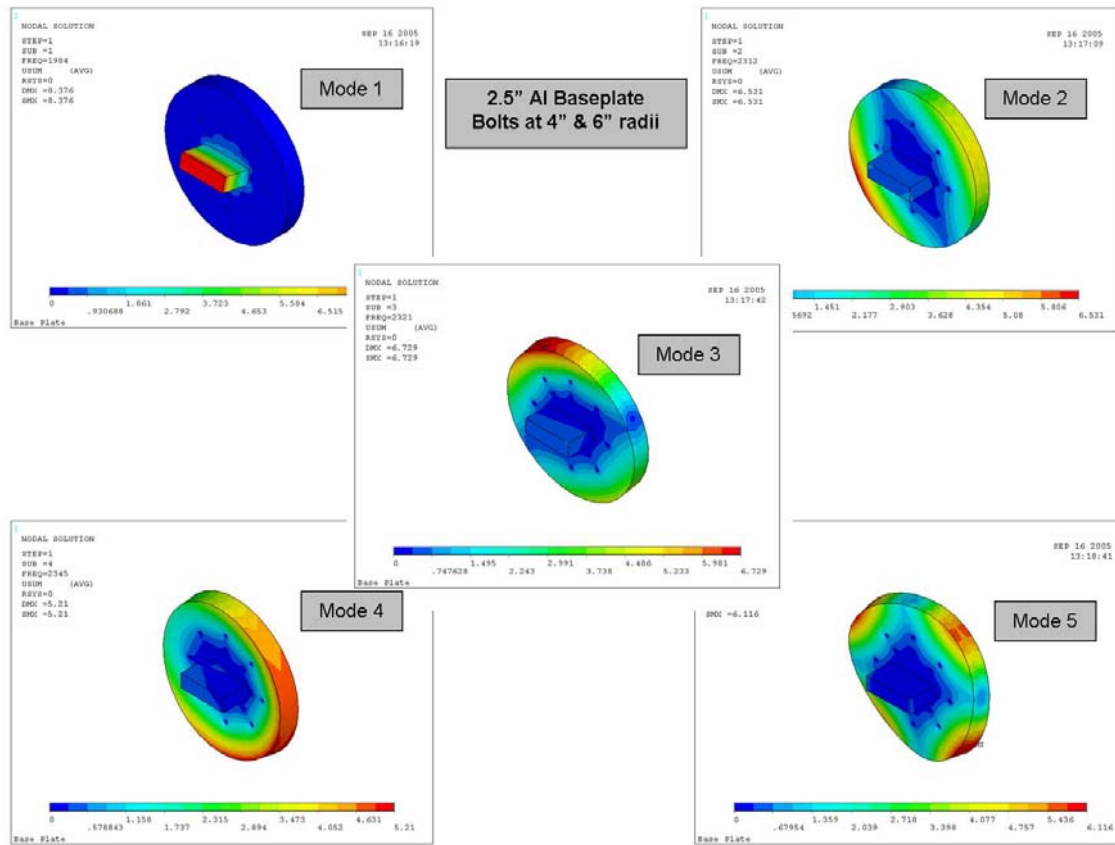 1
NODAL SOLUTION
STEP=1
SUB =1
FREQ=1984
USUM (AVG)
RSYS=0
DMX =8.376
SMX =8.376
SEP 16 2005
13:16:19
Mode 1
0 1.861 3.723 5.584
.930688 2.792 4.653 6.515
Base Plate
2.5" Al Baseplate
Bolts at 4" & 6" radii
1
NODAL SOLUTION
STEP=1
SUB =2
FREQ=2312
USUM (AVG)
RSYS=0
DMX =6.531
SMX =6.531
SEP 16 2005
13:17:09
Mode 2
1.451 2.903 4.354 5.806
5692 2.177 3.628 5.08 6.531
1
NODAL SOLUTION
STEP=1
SUB =3
FREQ=2321
USUM (AVG)
RSYS=0
DMX =6.729
SMX =6.729
SEP 16 2005
13:17:42
Mode 3
0 1.495 2.991 4.486 5.981
.747628 2.243 3.738 5.233 6.729
Base Plate
1
NODAL SOLUTION
STEP=1
SUB =4
FREQ=2345
USUM (AVG)
RSYS=0
DMX =5.21
SMX =5.21
Mode 4
0 1.158 2.315 3.473 4.631
.578843 1.737 2.894 4.052 5.21
Base Plate
SEP 16 2005
13:18:41
SMX =6.116
Mode 5
0 1.359 2.718 4.077 5.436
.67954 2.039 3.398 4.757 6.116
Base Plate